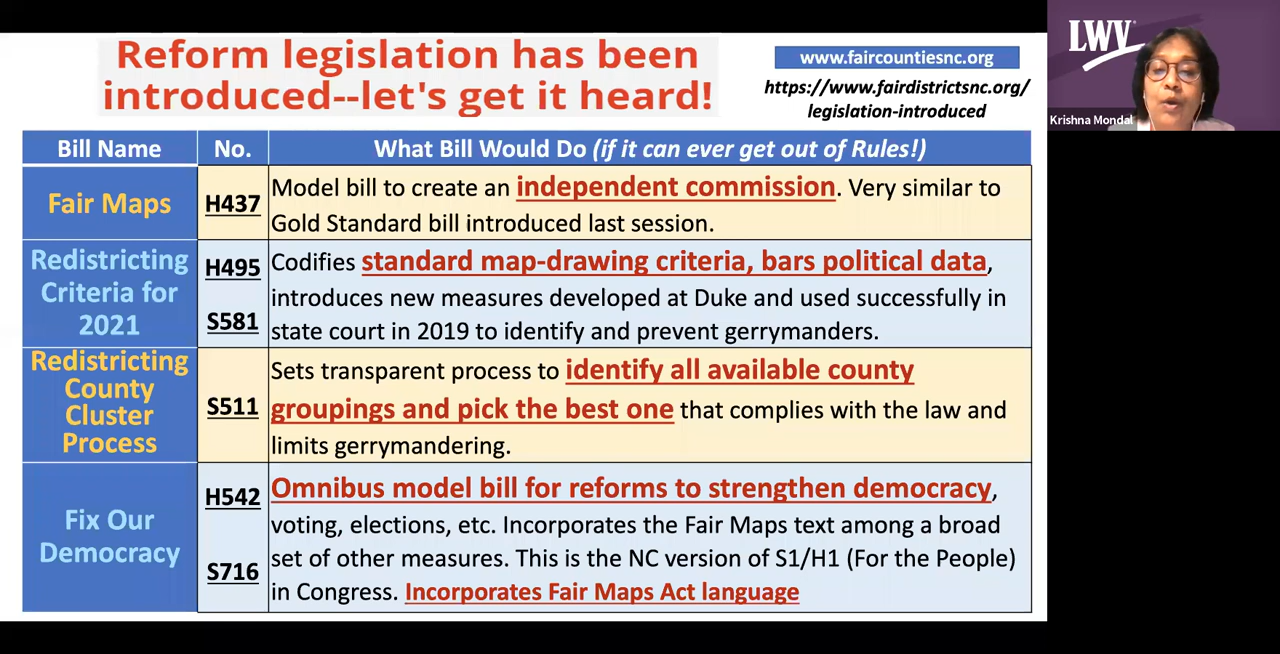 Reform legislation has been
introduced--let's get it heard!
www.faircountiesnc.org
https://www.fairdistrictsnc.org/
legislation-introduced
LWV
Krishna Mondal
Bill Name
No.
What Bill Would Do (if it can ever get out of Rules!)
Fair Maps
H437
Model bill to create an independent commission. Very similar to
Gold Standard bill introduced last session.
Redistricting
Criteria for
2021
H495
S581
Codifies standard map-drawing criteria, bars political data,
introduces new measures developed at Duke and used successfully in
state court in 2019 to identify and prevent gerrymanders.
Redistricting
County
Cluster
Process
S511
Sets transparent process to identify all available county
groupings and pick the best one that complies with the law and
limits gerrymandering.
Fix Our
Democracy
H542
S716
Omnibus model bill for reforms to strengthen democracy,
voting, elections, etc. Incorporates the Fair Maps text among a broad
set of other measures. This is the NC version of S1/H1 (For the People)
in Congress. Incorporates Fair Maps Act language